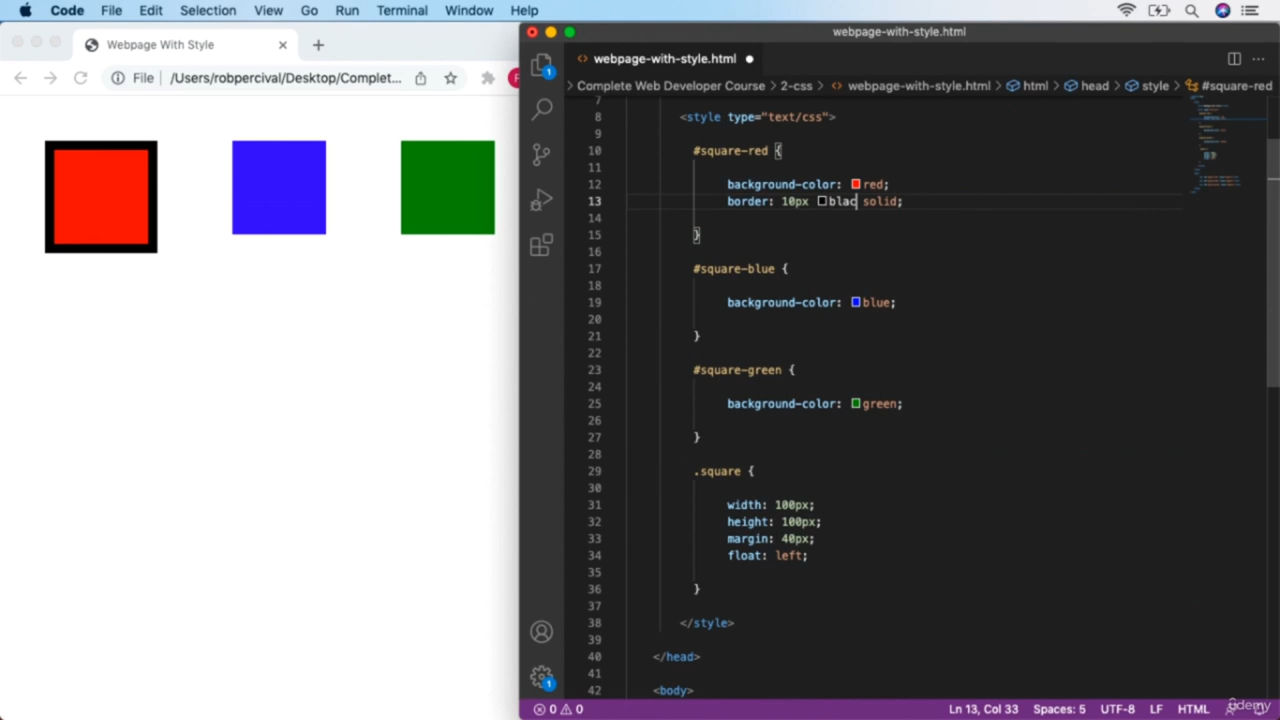 Code File Edit Selection View Go Run Terminal Window Help
Webpage With Style
File /Users/robpercival/Desktop/Complet...
webpage-with-style.html
webpage-with-style.html
Complete Web Developer Course > 2-css > webpage-with-style.html > html > head > style > #square-red
7
8 <style type="text/css">
9
10 #square-red {
11
12 background-color: red;
13 border: 10px blac solid;
14
15 }
16
17 #square-blue {
18
19 background-color: blue;
20
21 }
22
23 #square-green {
24
25 background-color: green;
26
27 }
28
29 .square {
30
31 width: 100px;
32 height: 100px;
33 margin: 40px;
34 float: left;
35
36 }
37
38 </style>
39
40 </head>
41
42 <body>
1
1
0 0 Ln 13, Col 33 Spaces: 5 UTF-8 LF HTML
udemy